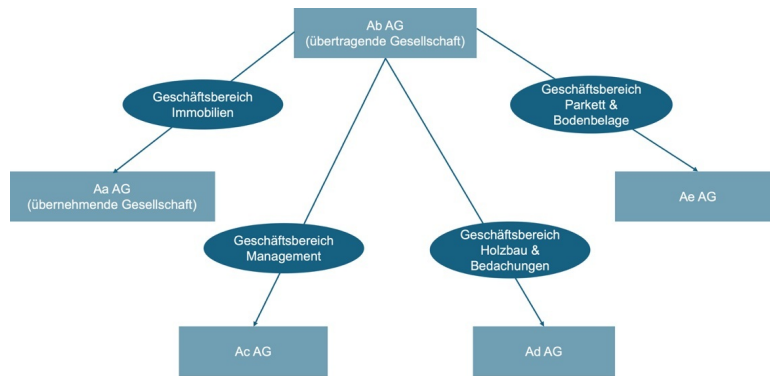 Ab AG
(übertragende Gesellschaft)
Geschäftsbereich
Immobilien
Geschäftsbereich
Parkett &
Bodenbelage
Aa AG
(übernehmende Gesellschaft)
Ae AG
Geschäftsbereich
Management
Geschäftsbereich
Holzbau &
Bedachungen
Ac AG
Ad AG